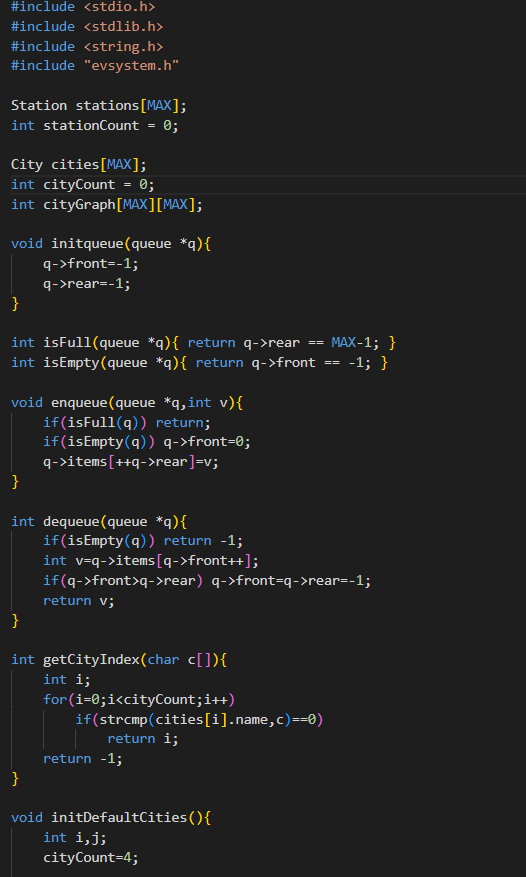 #include <stdio.h>
#include <stdlib.h>
#include <string.h>
#include "evsystem.h"

Station stations[MAX];
int stationCount = 0;

City cities[MAX];
int cityCount = 0;
int cityGraph[MAX][MAX];

void initqueue(queue *q){
    q->front=-1;
    q->rear=-1;
}

int isFull(queue *q){ return q->rear == MAX-1; }
int isEmpty(queue *q){ return q->front == -1; }

void enqueue(queue *q,int v){
    if(isFull(q)) return;
    if(isEmpty(q)) q->front=0;
    q->items[++q->rear]=v;
}

int dequeue(queue *q){
    if(isEmpty(q)) return -1;
    int v=q->items[q->front++];
    if(q->front>q->rear) q->front=q->rear=-1;
    return v;
}

int getCityIndex(char c[]){
    int i;
    for(i=0;i<cityCount;i++)
        if(strcmp(cities[i].name,c)==0)
            return i;
    return -1;
}

void initDefaultCities(){
    int i,j;
    cityCount=4;